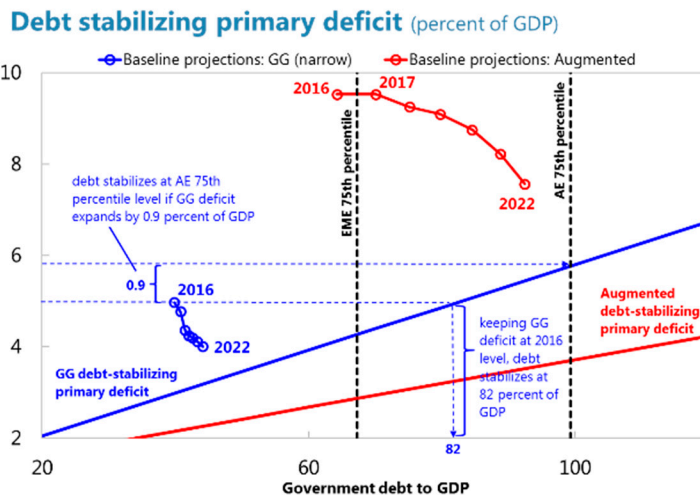 Debt stabilizing primary deficit (percent of GDP)
Baseline projections: GG (narrow)
Baseline projections: Augmented
10
8
6
4
2
2016
2017
2022
EME 75th percentile
AE 75th percentile
debt stabilizes at AE 75th
percentile level if GG deficit
expands by 0.9 percent of GDP
0.9
2016
2022
GG debt-stabilizing
primary deficit
keeping GG
deficit at 2016
level, debt
stabilizes at
82 percent of
GDP
Augmented
debt-stabilizing
primary deficit
82
20
60
100
Government debt to GDP